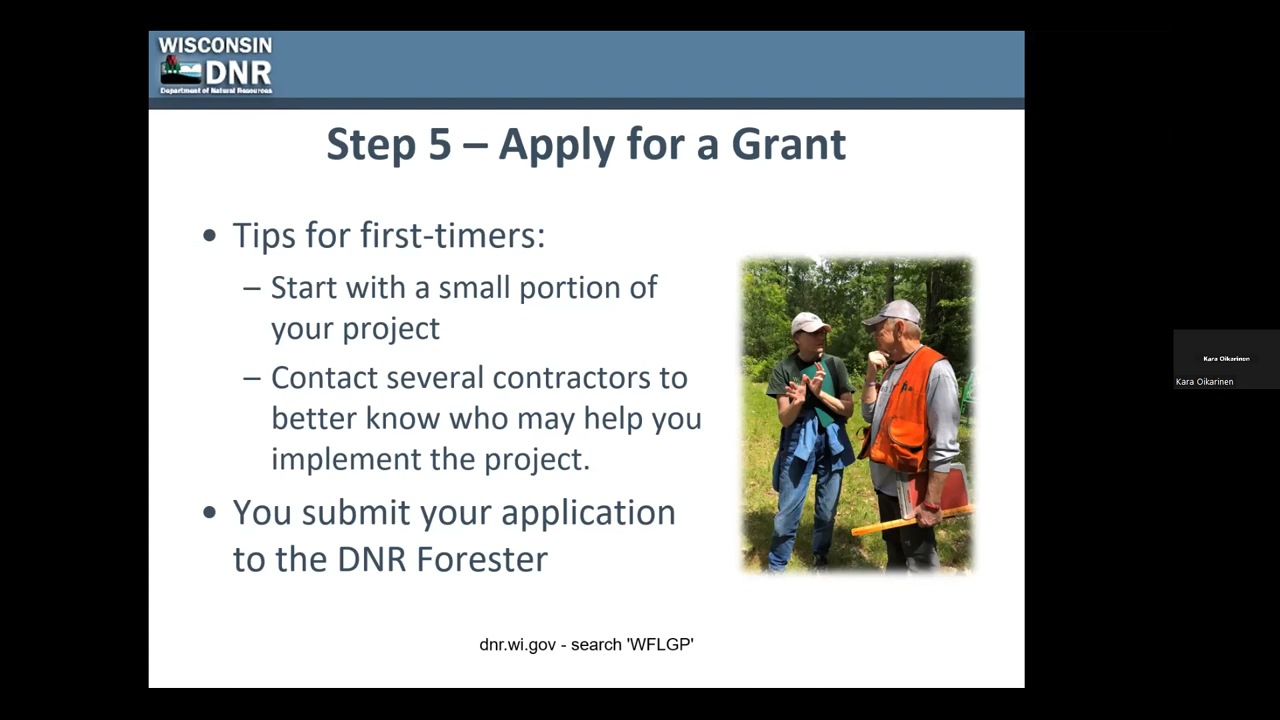 WISCONSIN
DNR
Department of Natural Resources
Step 5 – Apply for a Grant
• Tips for first-timers:
– Start with a small portion of
your project
– Contact several contractors to
better know who may help you
implement the project.
• You submit your application
to the DNR Forester
dnr.wi.gov - search 'WFLGP'
Kara Oikarinen
Kara Oikarinen